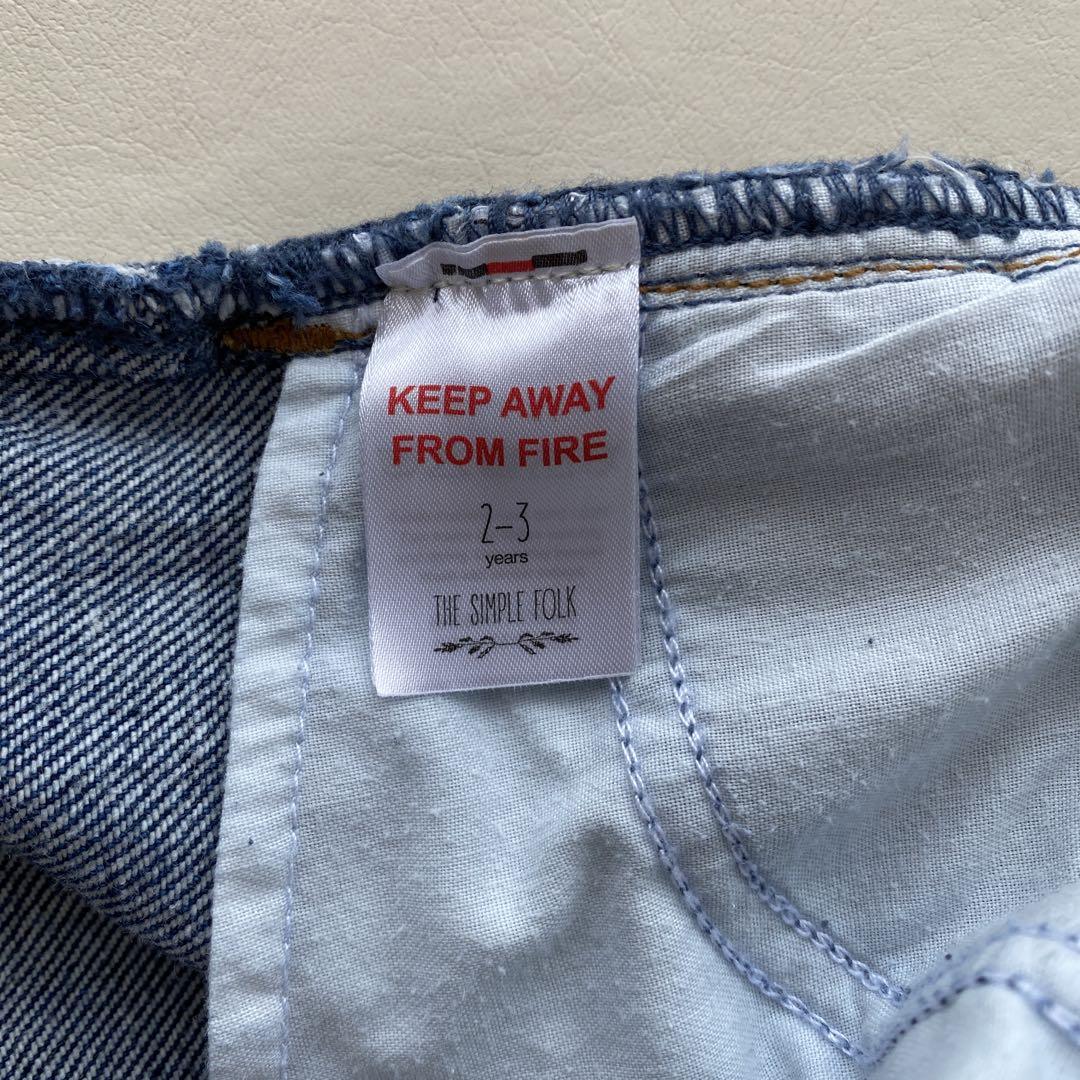 KEEP AWAY
FROM FIRE
2–3
years
THE SIMPLE FOLK